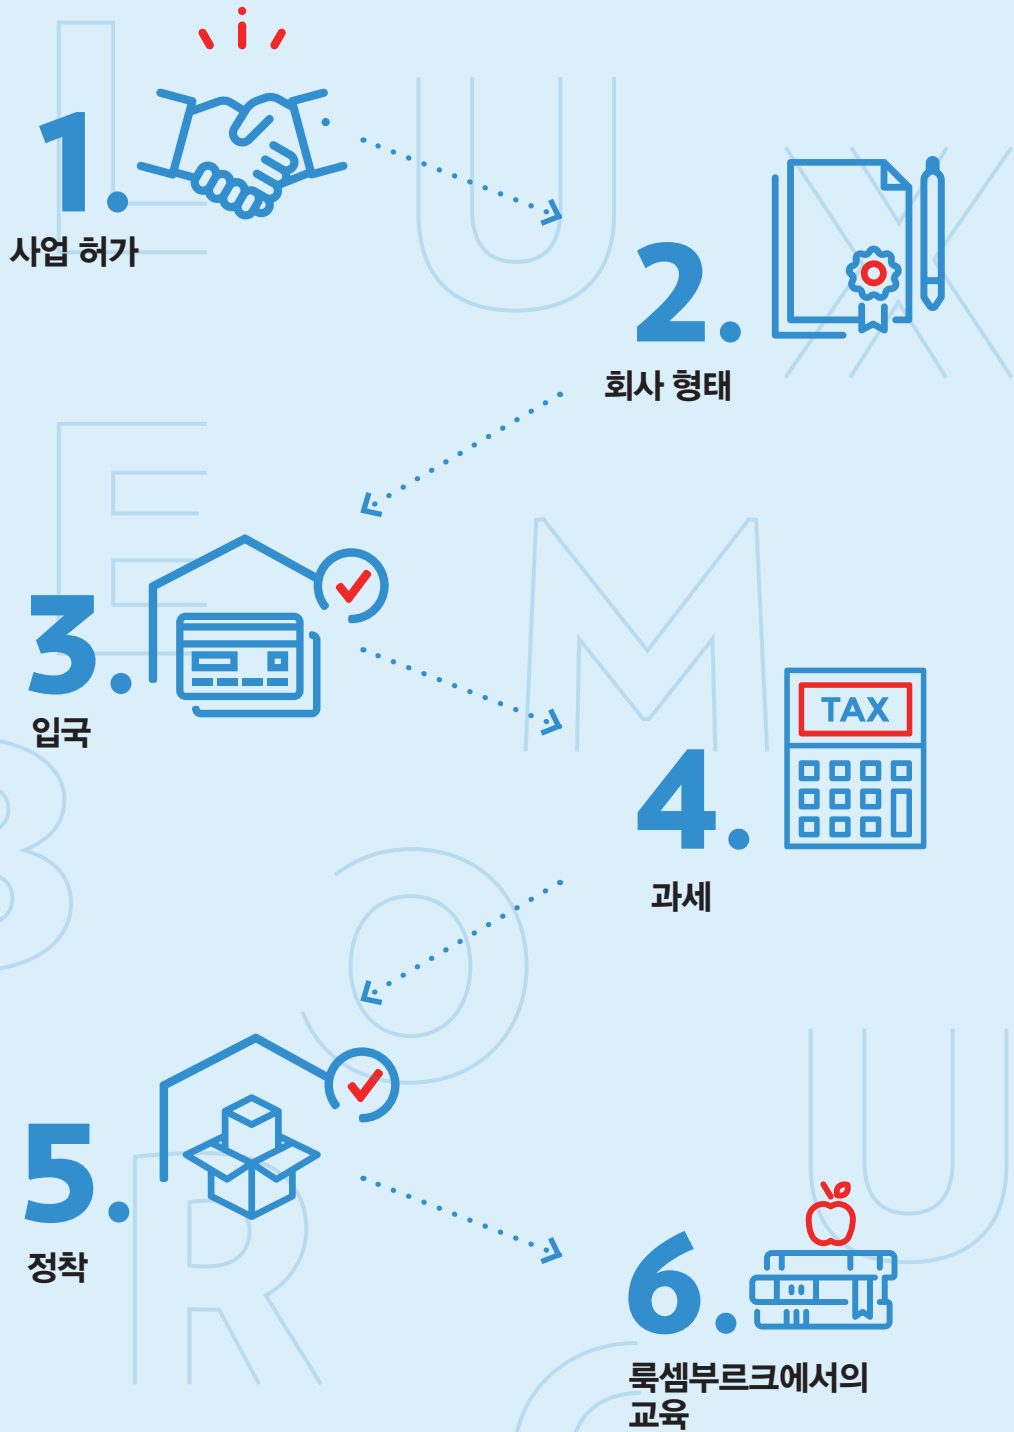 1.
사업 허가
2.
회사 형태
3.
입국
TAX
4.
과세
5.
정착
6.
룩셈부르크에서의
교육
LUXEMBOURG